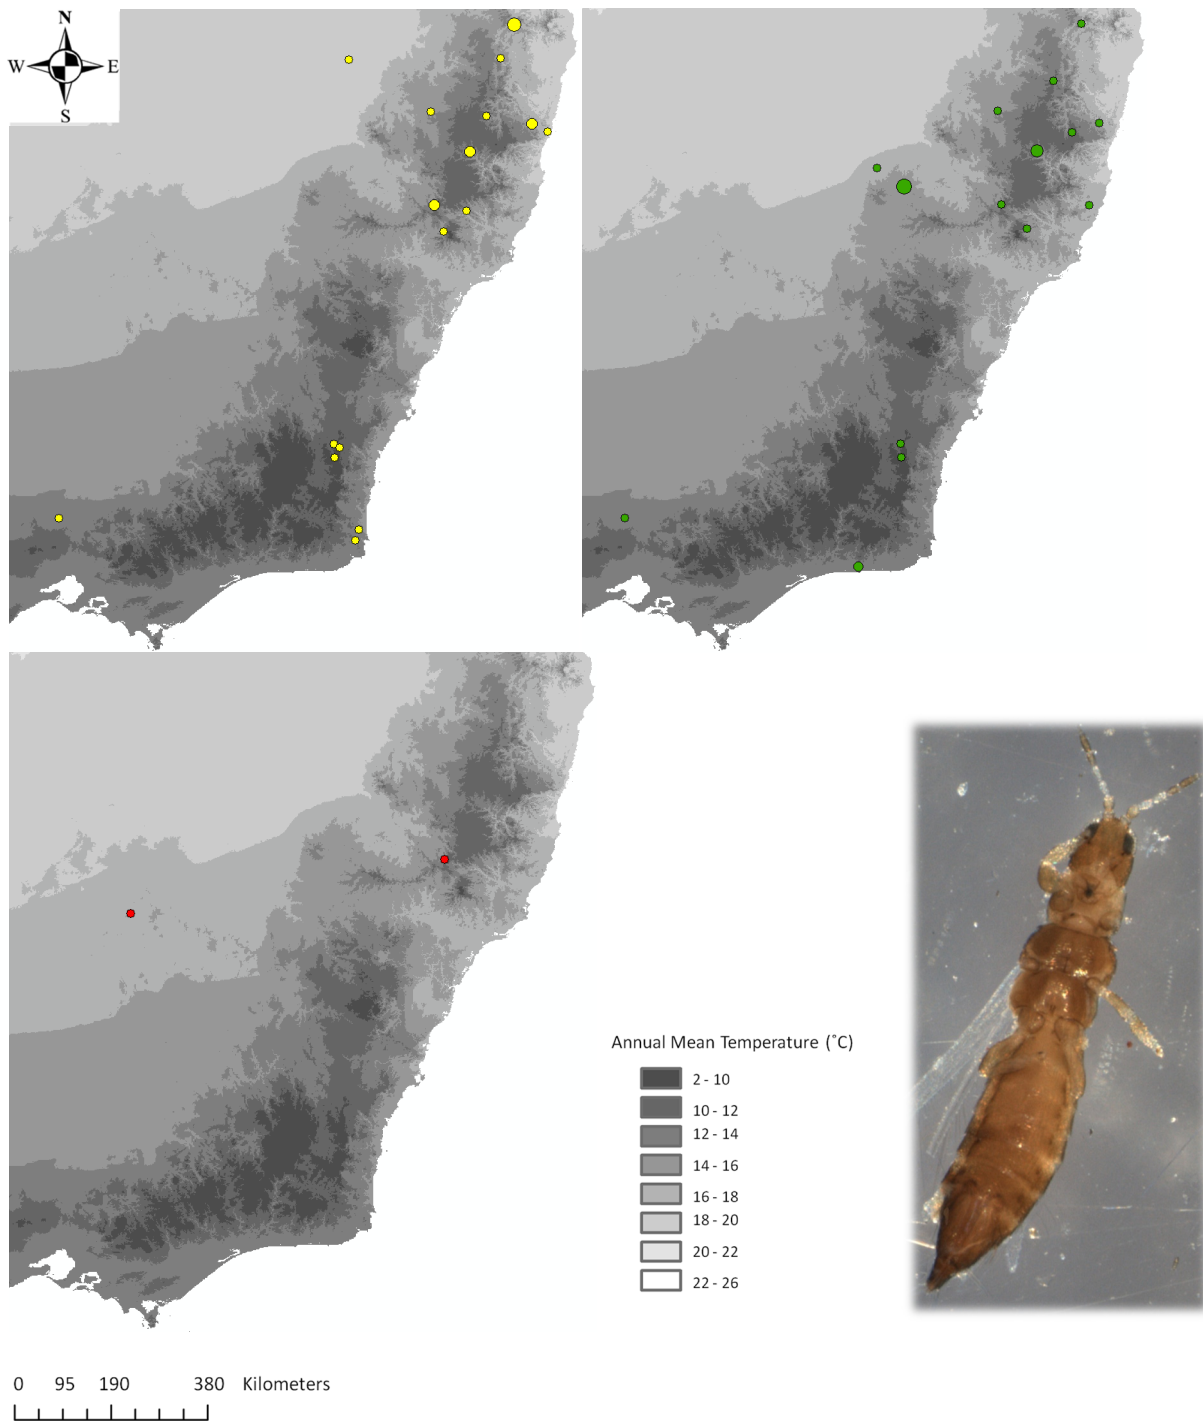 N
W E
S
Annual Mean Temperature (˚C)
2 - 10
10 - 12
12 - 14
14 - 16
16 - 18
18 - 20
20 - 22
22 - 26
0 95 190 380 Kilometers